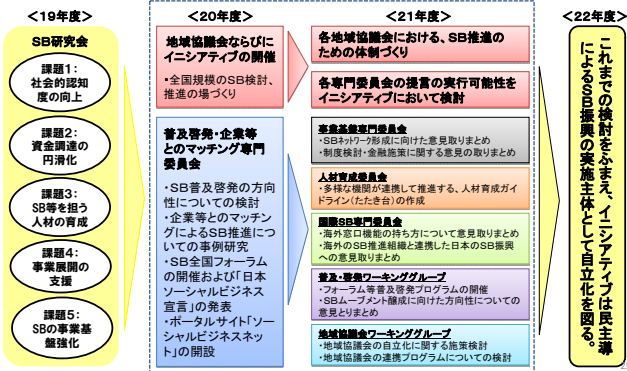 <19年度>
SB研究会
課題1：
社会的認知
度の向上
課題2：
資金調達の
円滑化
課題3：
SB等を担う
人材の育成
課題4：
事業展開の
支援
課題5：
SBの事業基
盤強化
<20年度>
地域協議会ならびに
イニシアティブの開催
・全国規模のSB検討、
推進の場づくり
普及啓発・企業等
とのマッチング専門
委員会
・SB普及啓発の方向
性についての検討
・企業等とのマッチン
グによるSB推進につ
いての事例研究
・SB全国フォーラム
の開催および「日本
ソーシャルビジネス
宣言」の発表
・ポータルサイト「ソー
シャルビジネスネッ
ト」の開設
<21年度>
各地域協議会における、SB推進の
ための体制づくり
各専門委員会の提言の実行可能性を
イニシアティブにおいて検討
事業基盤専門委員会
・SBネットワーク形成に向けた意見取りまとめ
・制度検討・金融施策に関する意見の取りまとめ
人材育成委員会
・多様な機関が連携して推進する、人材育成ガイ
ドライン（たたき台）の作成
国際SB専門委員会
・海外窓口機能の持ち方について意見取りまとめ
・海外のSB推進組織と連携した日本のSB振興
への意見取りまとめ
普及・啓発ワーキンググループ
・フォーラム等普及啓発プログラムの開催
・SBムーブメント醸成に向けた方向性についての
意見とりまとめ
地域協議会ワーキンググループ
・地域協議会の自立化に関する施策検討
・地域協議会の連携プログラムについての検討
<22年度>
これまでの検討をふまえ、イニシアティブは民主導
によるSB振興の実施主体として自立化を図る。